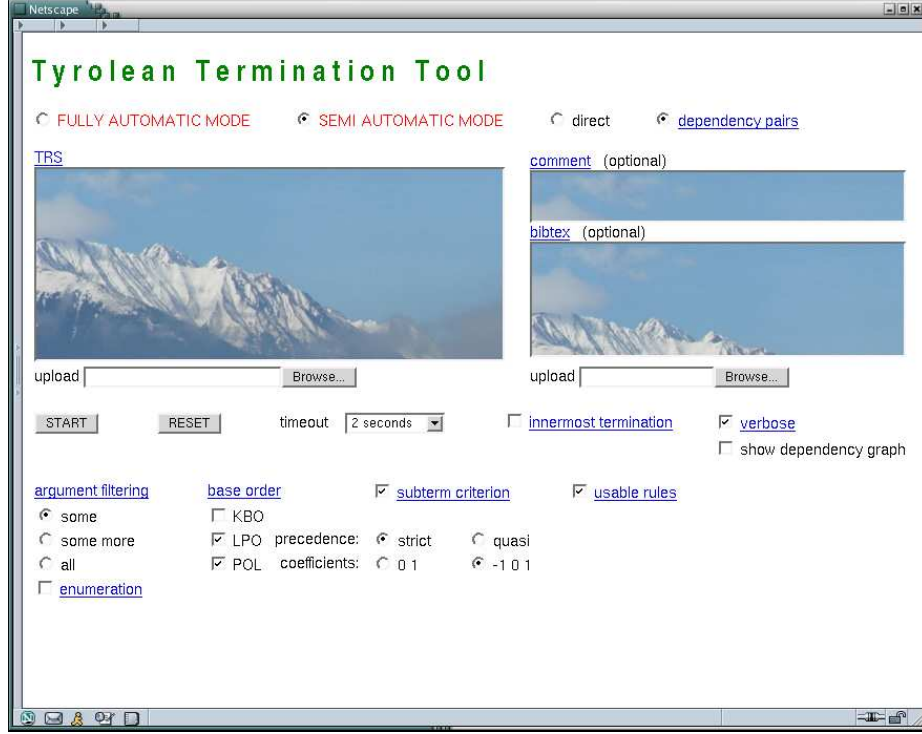 Netscape
Tyrolean Termination Tool
FULLY AUTOMATIC MODE SEMI AUTOMATIC MODE direct dependency pairs
TRS
comment (optional)
bibtex (optional)
upload Browse... upload Browse...
START RESET timeout 2 seconds innermost termination verbose
show dependency graph
argument filtering base order subterm criterion usable rules
some KBO
some more LPO precedence: strict quasi
all POL coefficients: 0 1 -1 0 1
enumeration